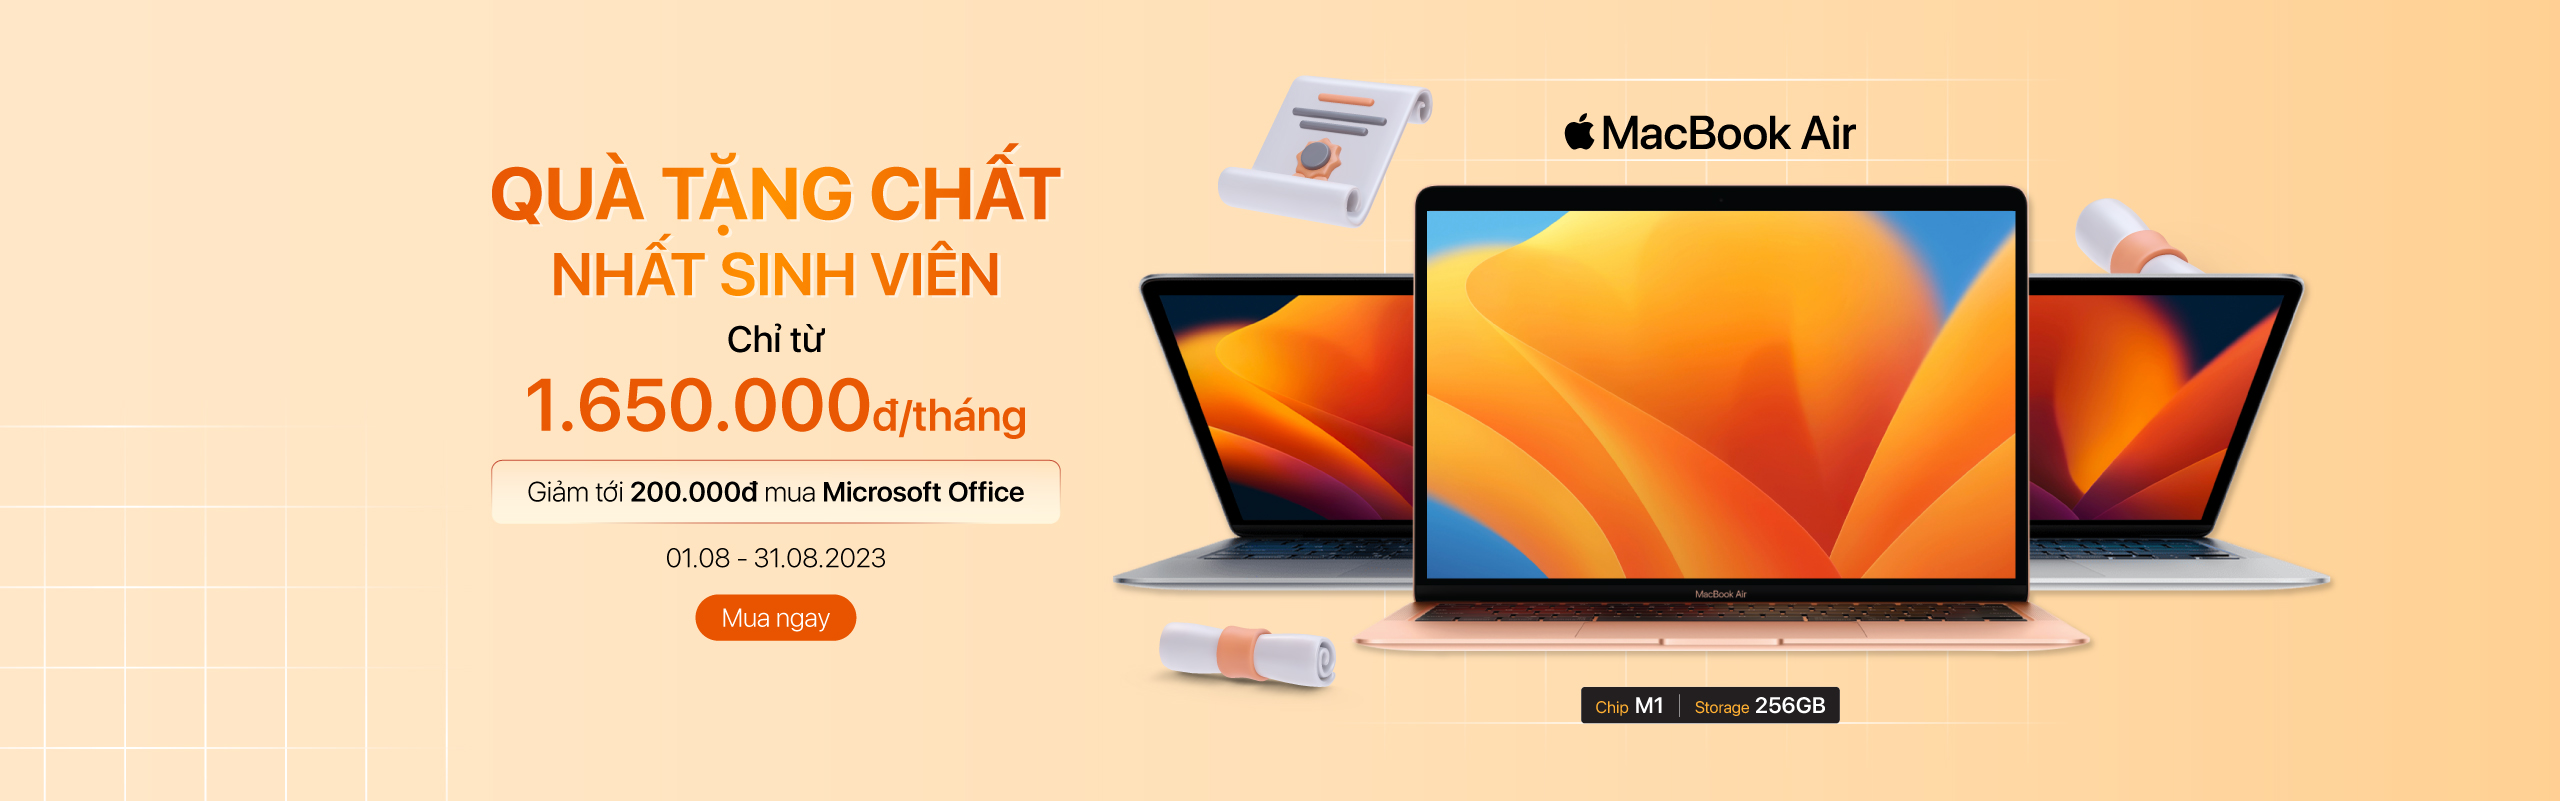 QUÀ TẶNG CHẤT
NHẤT SINH VIÊN
Chỉ từ
1.650.000đ/tháng
Giảm tới 200.000đ mua Microsoft Office
01.08 - 31.08.2023
Mua ngay
MacBook Air
MacBook Air
Chip M1 | Storage 256GB